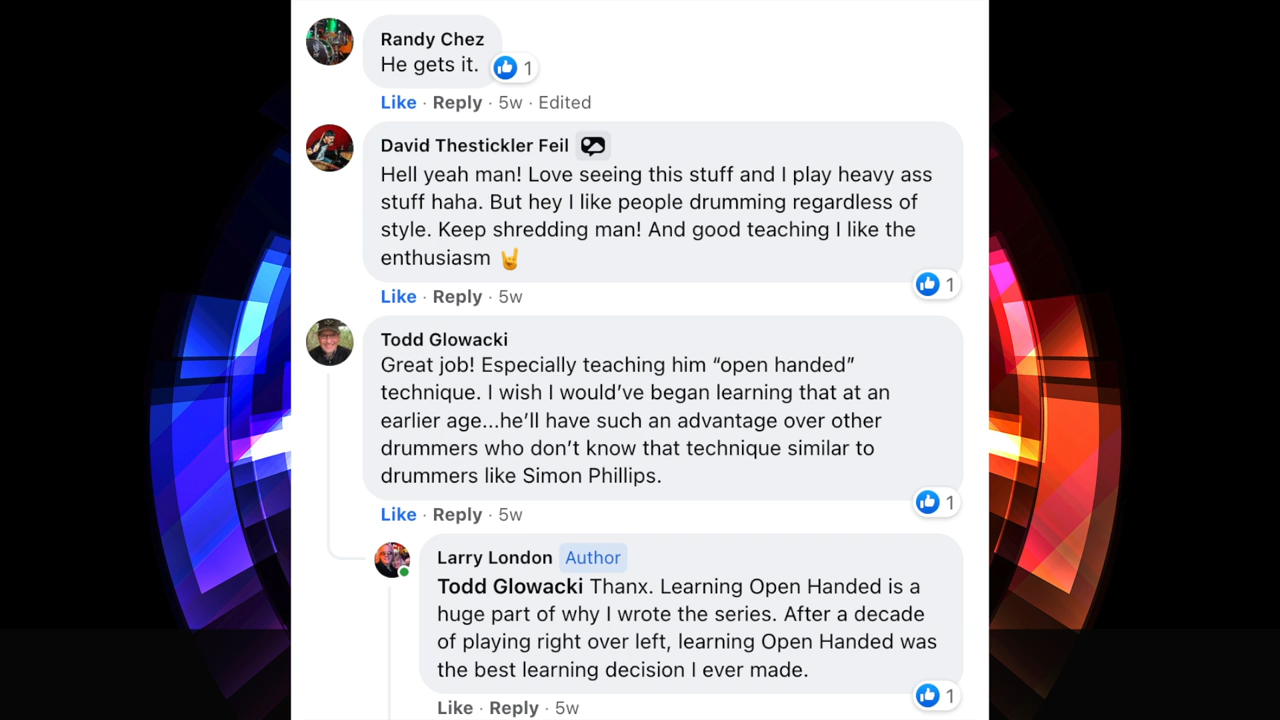 Randy Chez
He gets it.
1
Like · Reply · 5w · Edited
David Thestickler Feil
Hell yeah man! Love seeing this stuff and I play heavy ass
stuff haha. But hey I like people drumming regardless of
style. Keep shredding man! And good teaching I like the
enthusiasm 🤘
1
Like · Reply · 5w
Todd Glowacki
Great job! Especially teaching him “open handed”
technique. I wish I would’ve began learning that at an
earlier age...he’ll have such an advantage over other
drummers who don’t know that technique similar to
drummers like Simon Phillips.
1
Like · Reply · 5w
Larry London Author
Todd Glowacki Thanx. Learning Open Handed is a
huge part of why I wrote the series. After a decade
of playing right over left, learning Open Handed was
the best learning decision I ever made.
1
Like · Reply · 5w